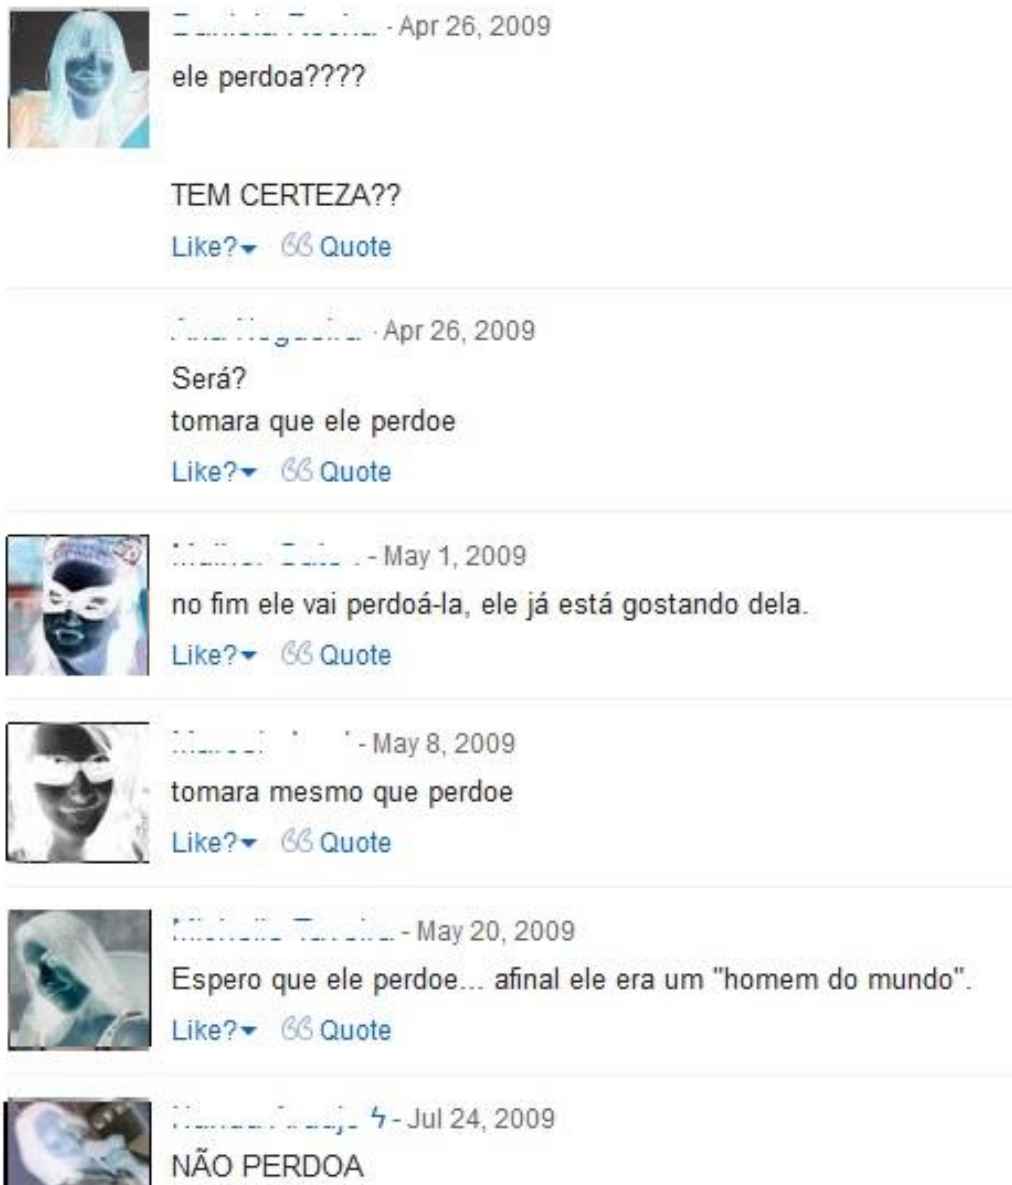 - Apr 26, 2009
ele perdoa????
TEM CERTEZA??
Like? Quote
- Apr 26, 2009
Será?
tomara que ele perdoe
Like? Quote
- May 1, 2009
no fim ele vai perdoá-la, ele já está gostando dela.
Like? Quote
- May 8, 2009
tomara mesmo que perdoe
Like? Quote
- May 20, 2009
Espero que ele perdoe... afinal ele era um "homem do mundo".
Like? Quote
- Jul 24, 2009
NÃO PERDOA